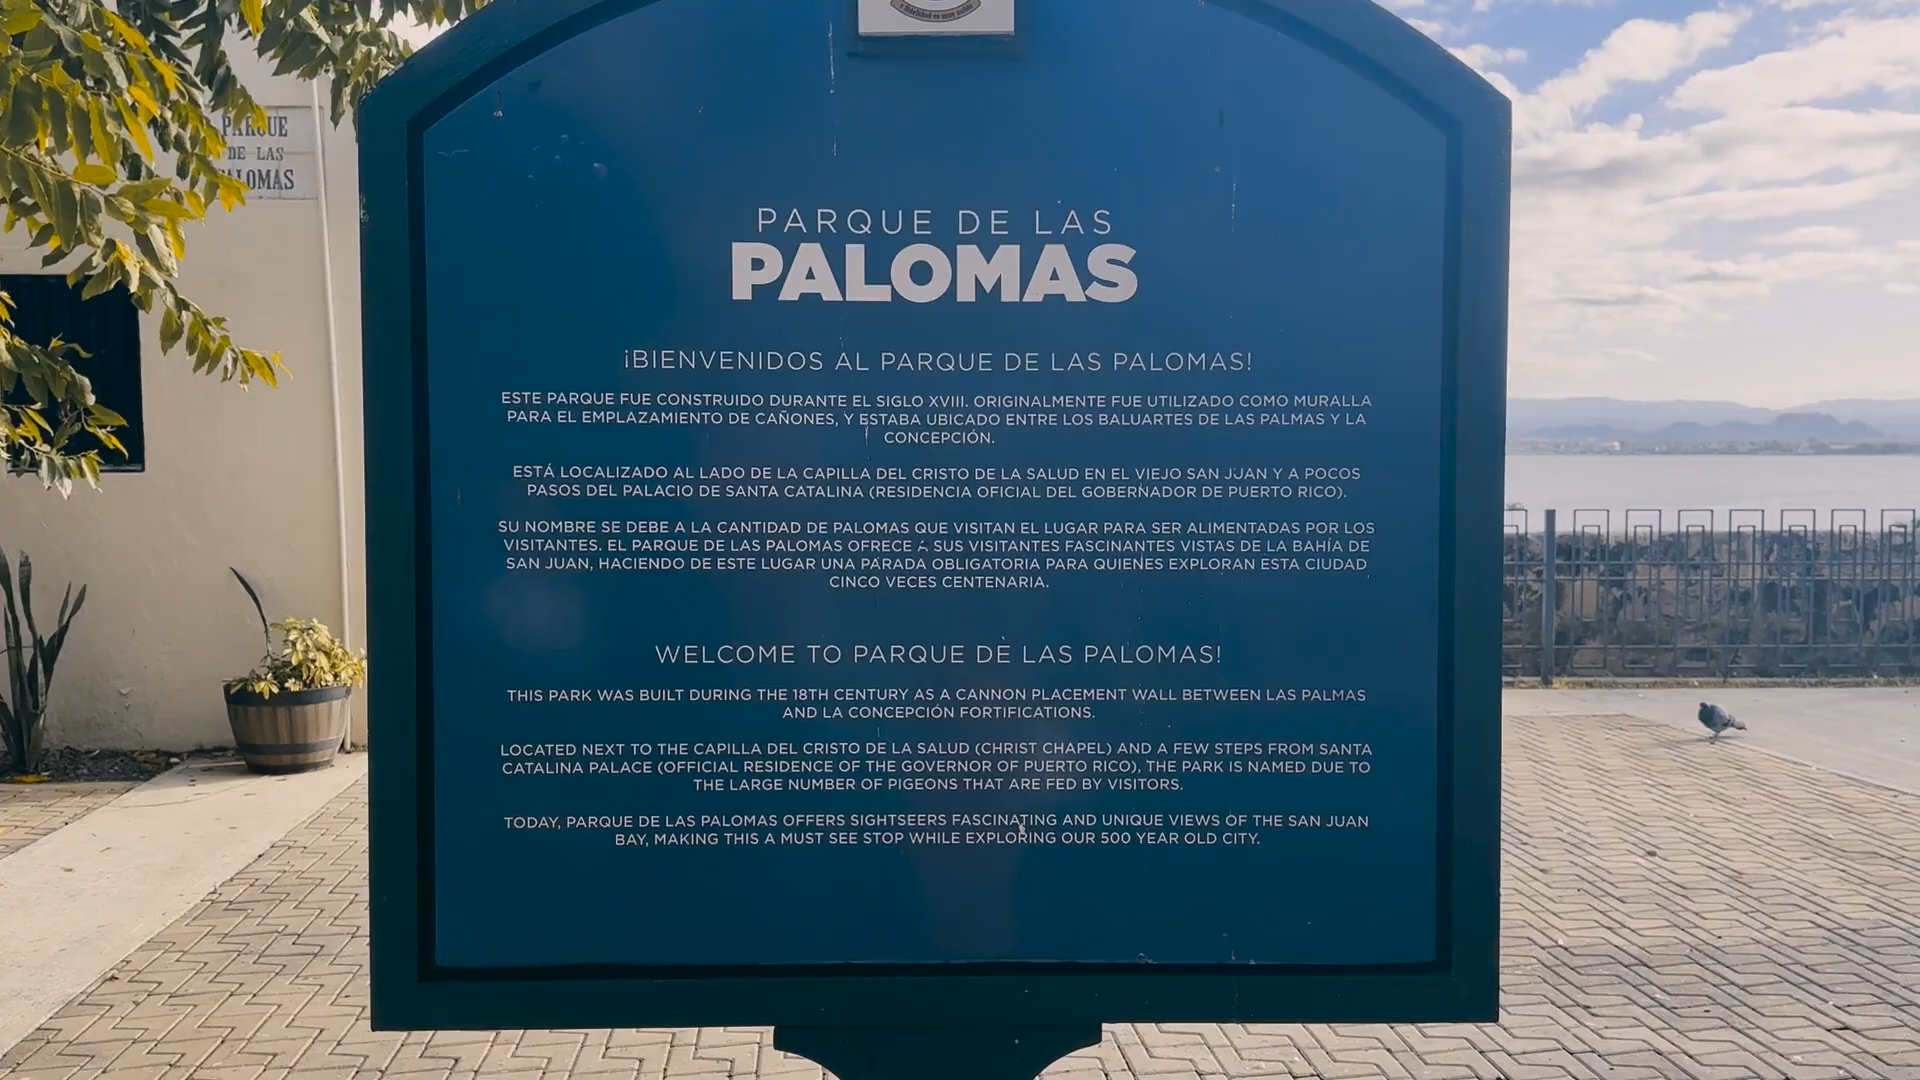 y fidelidad es muy noble
PARQUE
DE LAS
PALOMAS
PARQUE DE LAS
PALOMAS
¡BIENVENIDOS AL PARQUE DE LAS PALOMAS!
ESTE PARQUE FUE CONSTRUIDO DURANTE EL SIGLO XVIII. ORIGINALMENTE FUE UTILIZADO COMO MURALLA
PARA EL EMPLAZAMIENTO DE CAÑONES, Y ESTABA UBICADO ENTRE LOS BALUARTES DE LAS PALMAS Y LA
CONCEPCIÓN.
ESTÁ LOCALIZADO AL LADO DE LA CAPILLA DEL CRISTO DE LA SALUD EN EL VIEJO SAN JUAN Y A POCOS
PASOS DEL PALACIO DE SANTA CATALINA (RESIDENCIA OFICIAL DEL GOBERNADOR DE PUERTO RICO).
SU NOMBRE SE DEBE A LA CANTIDAD DE PALOMAS QUE VISITAN EL LUGAR PARA SER ALIMENTADAS POR LOS
VISITANTES. EL PARQUE DE LAS PALOMAS OFRECE A SUS VISITANTES FASCINANTES VISTAS DE LA BAHÍA DE
SAN JUAN, HACIENDO DE ESTE LUGAR UNA PARADA OBLIGATORIA PARA QUIENES EXPLORAN ESTA CIUDAD
CINCO VECES CENTENARIA.
WELCOME TO PARQUE DE LAS PALOMAS!
THIS PARK WAS BUILT DURING THE 18TH CENTURY AS A CANNON PLACEMENT WALL BETWEEN LAS PALMAS
AND LA CONCEPCIÓN FORTIFICATIONS.
LOCATED NEXT TO THE CAPILLA DEL CRISTO DE LA SALUD (CHRIST CHAPEL) AND A FEW STEPS FROM SANTA
CATALINA PALACE (OFFICIAL RESIDENCE OF THE GOVERNOR OF PUERTO RICO), THE PARK IS NAMED DUE TO
THE LARGE NUMBER OF PIGEONS THAT ARE FED BY VISITORS.
TODAY, PARQUE DE LAS PALOMAS OFFERS SIGHTSEERS FASCINATING AND UNIQUE VIEWS OF THE SAN JUAN
BAY, MAKING THIS A MUST SEE STOP WHILE EXPLORING OUR 500 YEAR OLD CITY.